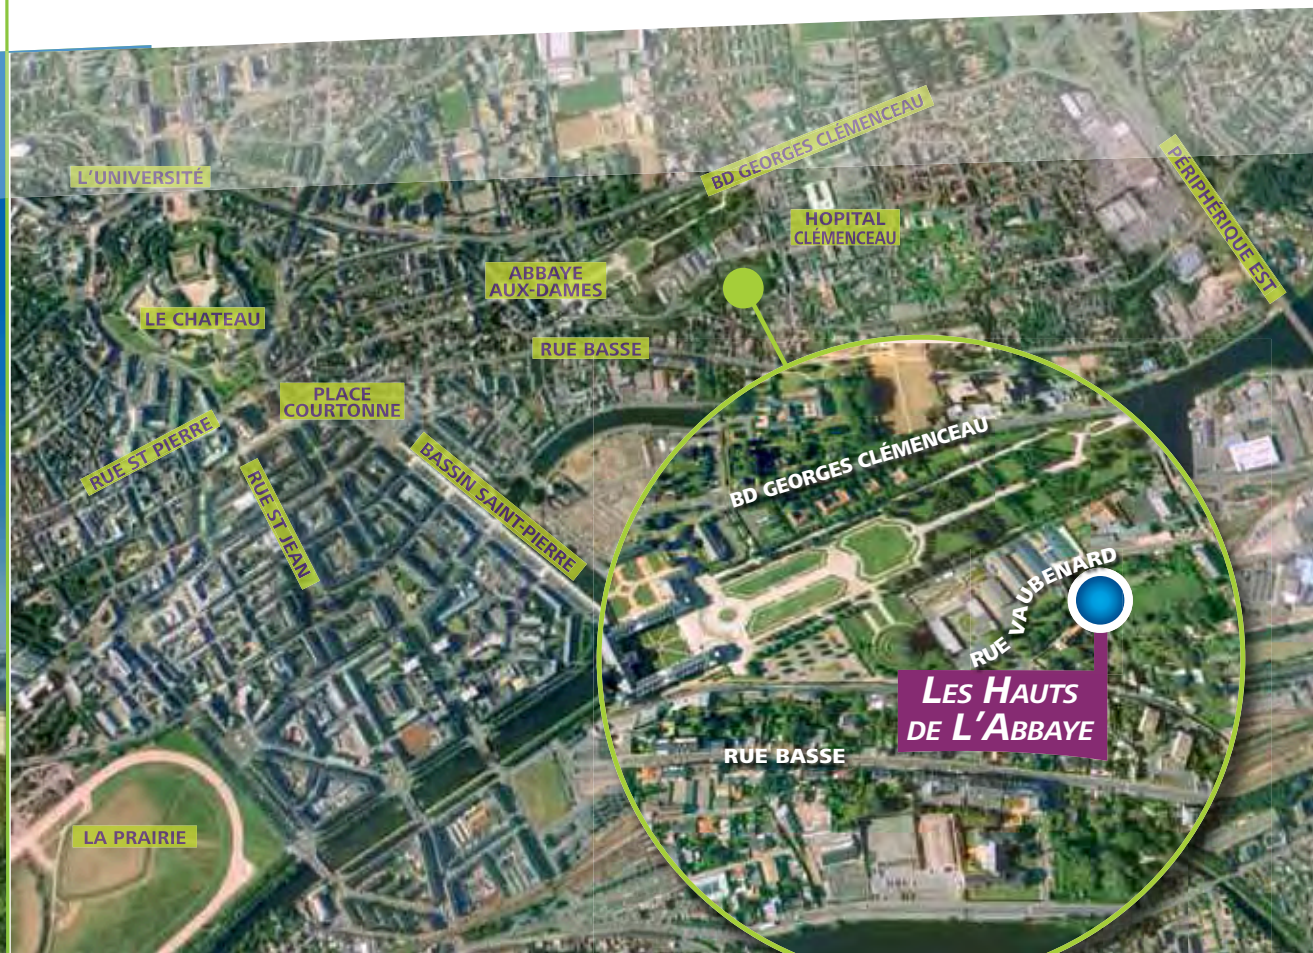 BD GEORGES CLÉMENCEAU
PÉRIPHÉRIQUE EST
L'UNIVERSITÉ
HOPITAL
CLÉMENCEAU
ABBAYE
AUX-DAMES
LE CHATEAU
RUE BASSE
PLACE
COURTONNE
RUE ST PIERRE
BASSIN SAINT-PIERRE
RUE ST JEAN
BD GEORGES CLÉMENCEAU
RUE VAUBENARD
LES HAUTS
DE L'ABBAYE
RUE BASSE
LA PRAIRIE